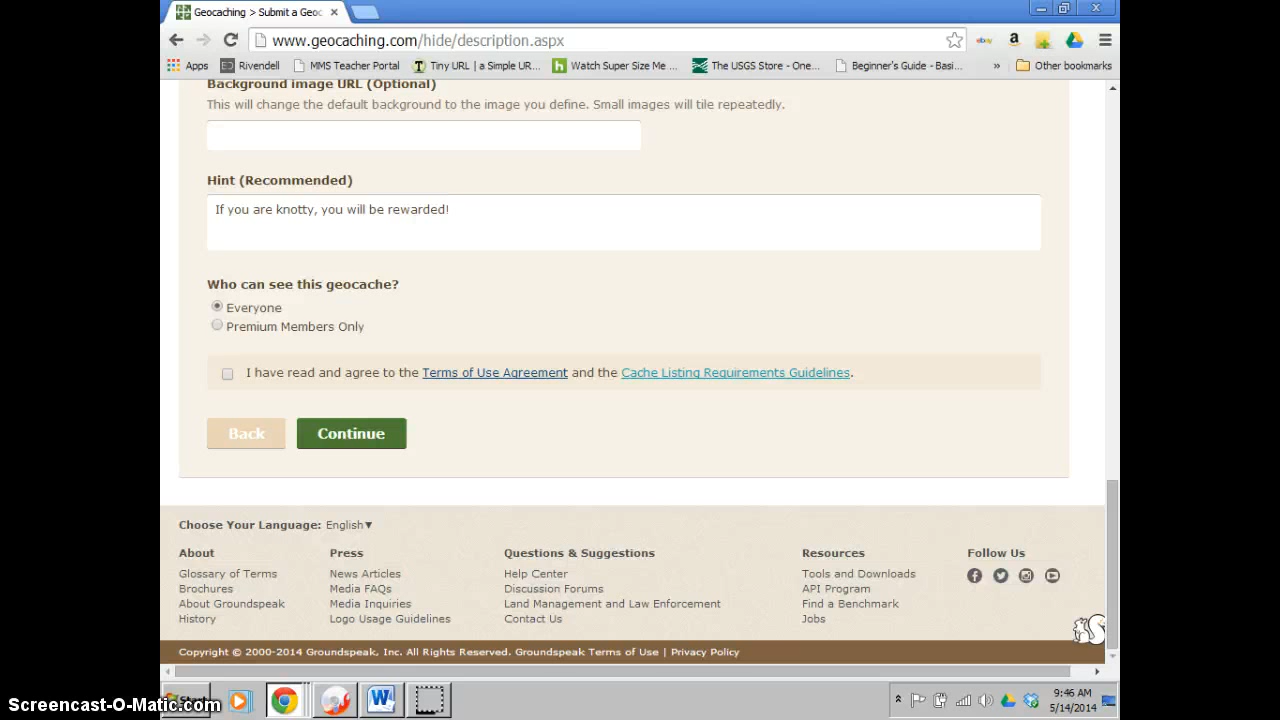 Geocaching > Submit a Geoc
www.geocaching.com/hide/description.aspx
Apps Rivendell MMS Teacher Portal Tiny URL | a Simple UR... Watch Super Size Me ... The USGS Store - One... Beginner's Guide - Basi... » Other bookmarks
Background image URL (Optional)
This will change the default background to the image you define. Small images will tile repeatedly.
Hint (Recommended)
If you are knotty, you will be rewarded!
Who can see this geocache?
Everyone
Premium Members Only
I have read and agree to the Terms of Use Agreement and the Cache Listing Requirements Guidelines.
Back Continue
Choose Your Language: English▼
About Press Questions & Suggestions Resources Follow Us
Glossary of Terms News Articles Help Center Tools and Downloads
Brochures Media FAQs Discussion Forums API Program
About Groundspeak Media Inquiries Land Management and Law Enforcement Find a Benchmark
History Logo Usage Guidelines Contact Us Jobs
Copyright © 2000-2014 Groundspeak, Inc. All Rights Reserved. Groundspeak Terms of Use | Privacy Policy
9:46 AM
5/14/2014
Screencast-O-Matic.com